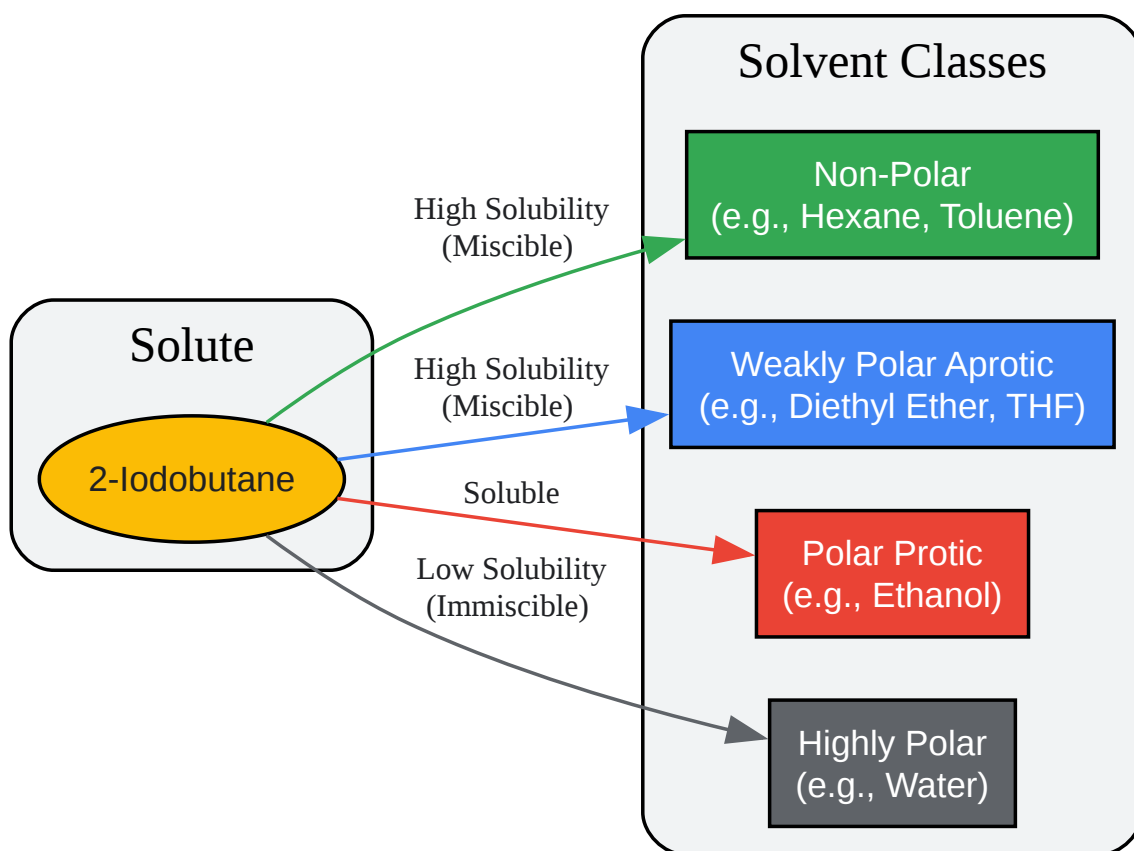 Solvent Classes
Non-Polar
(e.g., Hexane, Toluene)
High Solubility
(Miscible)
Solute
Weakly Polar Aprotic
(e.g., Diethyl Ether, THF)
High Solubility
(Miscible)
2-Iodobutane
Soluble
Polar Protic
(e.g., Ethanol)
Low Solubility
(Immiscible)
Highly Polar
(e.g., Water)